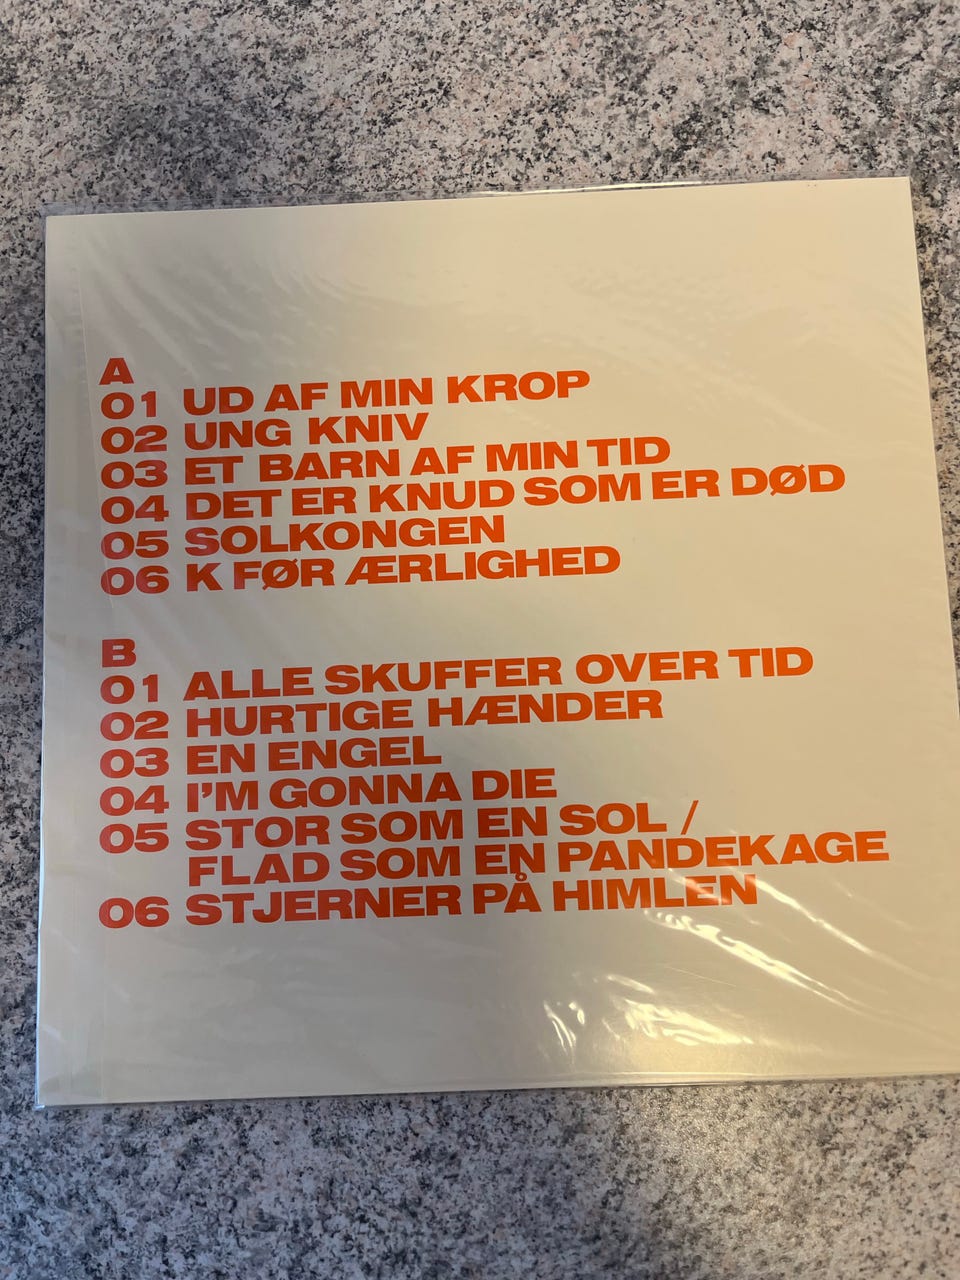 A
01 UD AF MIN KROP
02 UNG KNIV
03 ET BARN AF MIN TID
04 DET ER KNUD SOM ER DØD
05 SOLKONGEN
06 K FØR ÆRLIGHED
B
01 ALLE SKUFFER OVER TID
02 HURTIGE HÆNDER
03 EN ENGEL
04 I'M GONNA DIE
05 STOR SOM EN SOL /
FLAD SOM EN PANDEKAGE
06 STJERNER PÅ HIMLEN